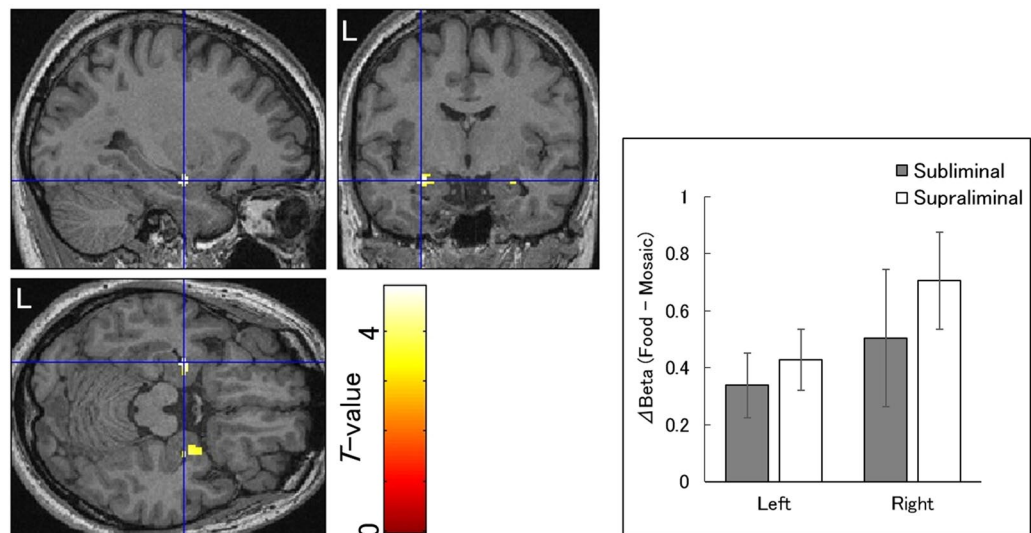 L
L
T-value
4
0
Subliminal
Supraliminal
ΔBeta (Food – Mosaic)
1
0.8
0.6
0.4
0.2
0
Left Right